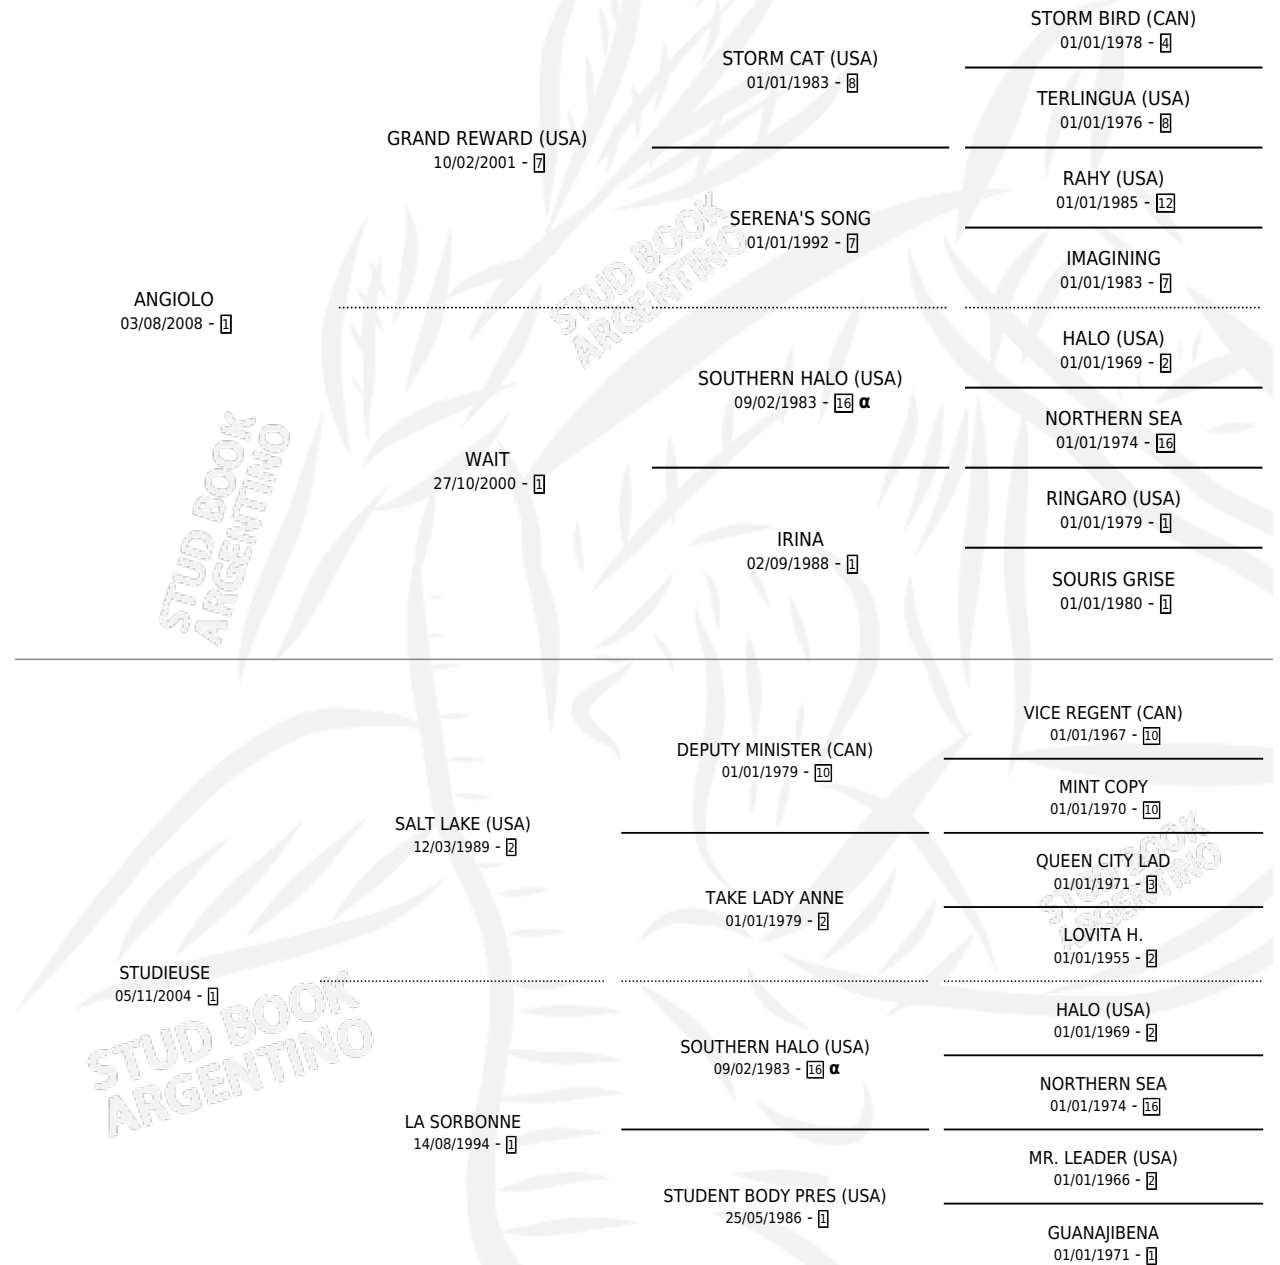 STORM BIRD (CAN)
01/01/1978 - 4
STORM CAT (USA)
01/01/1983 - 8
TERLINGUA (USA)
01/01/1976 - 8
GRAND REWARD (USA)
10/02/2001 - 7
RAHY (USA)
01/01/1985 - 12
SERENA'S SONG
01/01/1992 - 7
IMAGINING
01/01/1983 - 7
ANGIOLO
03/08/2008 - 1
HALO (USA)
01/01/1969 - 2
SOUTHERN HALO (USA)
09/02/1983 - 16 α
NORTHERN SEA
01/01/1974 - 16
WAIT
27/10/2000 - 1
RINGARO (USA)
01/01/1979 - 1
IRINA
02/09/1988 - 1
SOURIS GRISE
01/01/1980 - 1
VICE REGENT (CAN)
01/01/1967 - 10
DEPUTY MINISTER (CAN)
01/01/1979 - 10
MINT COPY
01/01/1970 - 10
SALT LAKE (USA)
12/03/1989 - 2
QUEEN CITY LAD
01/01/1971 - 3
TAKE LADY ANNE
01/01/1979 - 2
LOVITA H.
01/01/1955 - 2
STUDIEUSE
05/11/2004 - 1
HALO (USA)
01/01/1969 - 2
SOUTHERN HALO (USA)
09/02/1983 - 16 α
NORTHERN SEA
01/01/1974 - 16
LA SORBONNE
14/08/1994 - 1
MR. LEADER (USA)
01/01/1966 - 2
STUDENT BODY PRES (USA)
25/05/1986 - 1
GUANAJIBENA
01/01/1971 - 1
STUD BOOK
ARGENTINO
STUD BOOK
ARGENTINO
STUD BOOK
ARGENTINO
STUD BOOK
ARGENTINO